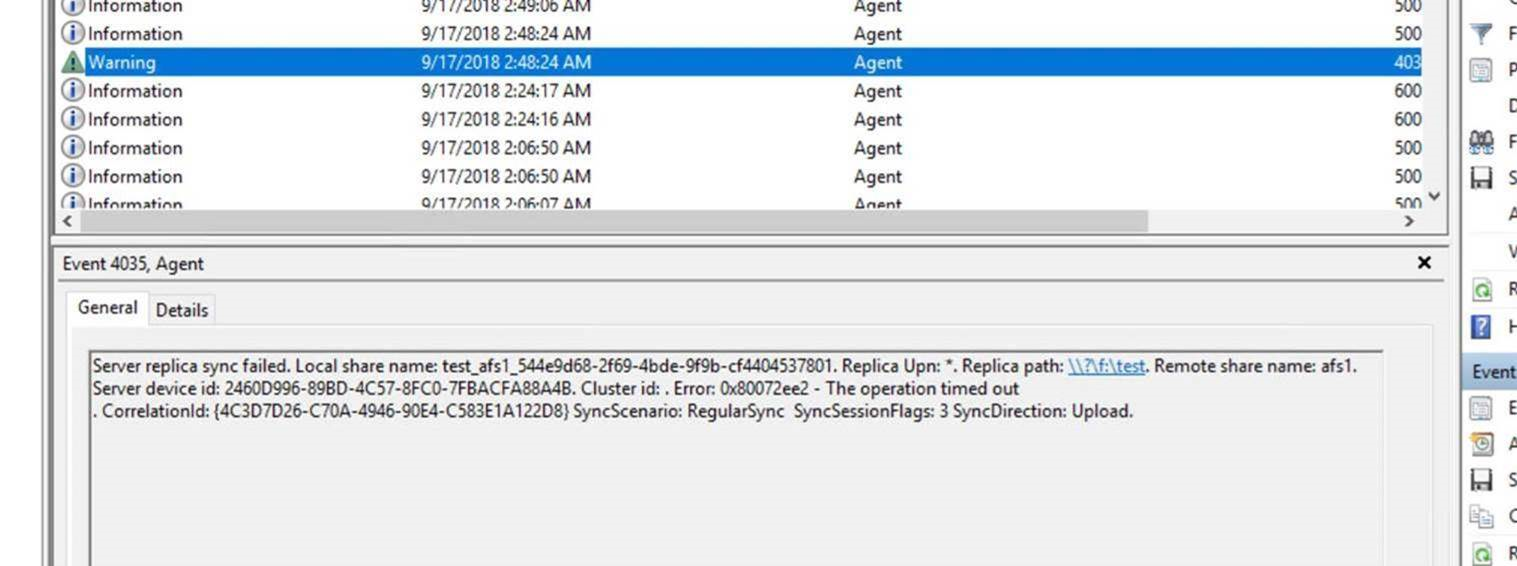 Information 9/17/2018 2:49:06 AM Agent 500
Information 9/17/2018 2:48:24 AM Agent 500
Warning 9/17/2018 2:48:24 AM Agent 403
Information 9/17/2018 2:24:17 AM Agent 600
Information 9/17/2018 2:24:16 AM Agent 600
Information 9/17/2018 2:06:50 AM Agent 500
Information 9/17/2018 2:06:50 AM Agent 500
Information 9/17/2018 2:06:07 AM Agent 500
Event 4035, Agent
General Details
Server replica sync failed. Local share name: test_afs1_544e9d68-2f69-4bde-9f9b-cf4404537801. Replica Upn: *. Replica path: \\?\f:\test. Remote share name: afs1.
Server device id: 2460D996-89BD-4C57-8FC0-7FBACFA88A4B. Cluster id: . Error: 0x80072ee2 - The operation timed out
. CorrelationId: {4C3D7D26-C70A-4946-90E4-C583E1A122D8} SyncScenario: RegularSync SyncSessionFlags: 3 SyncDirection: Upload.
Event